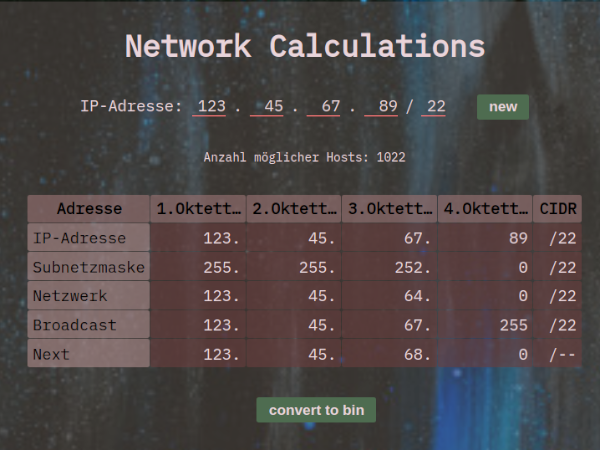 Network Calculations
IP-Adresse: 123 . 45 . 67 . 89 / 22 new
Anzahl möglicher Hosts: 1022
Adresse 1.Oktett… 2.Oktett… 3.Oktett… 4.Oktett… CIDR
IP-Adresse 123. 45. 67. 89 /22
Subnetzmaske 255. 255. 252. 0 /22
Netzwerk 123. 45. 64. 0 /22
Broadcast 123. 45. 67. 255 /22
Next 123. 45. 68. 0 /--
convert to bin